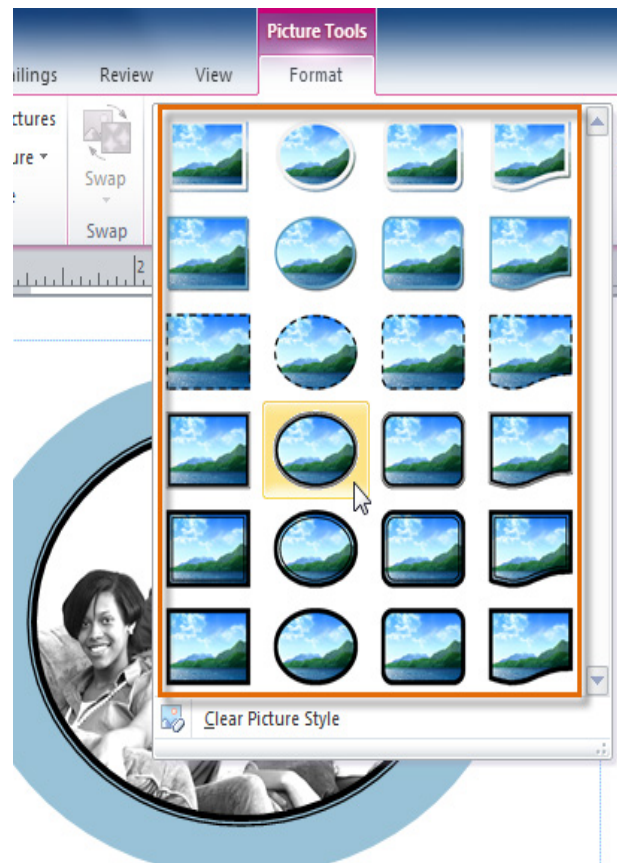 Picture Tools
ilings Review View Format
ctures
ure
Swap
Swap
2
Clear Picture Style